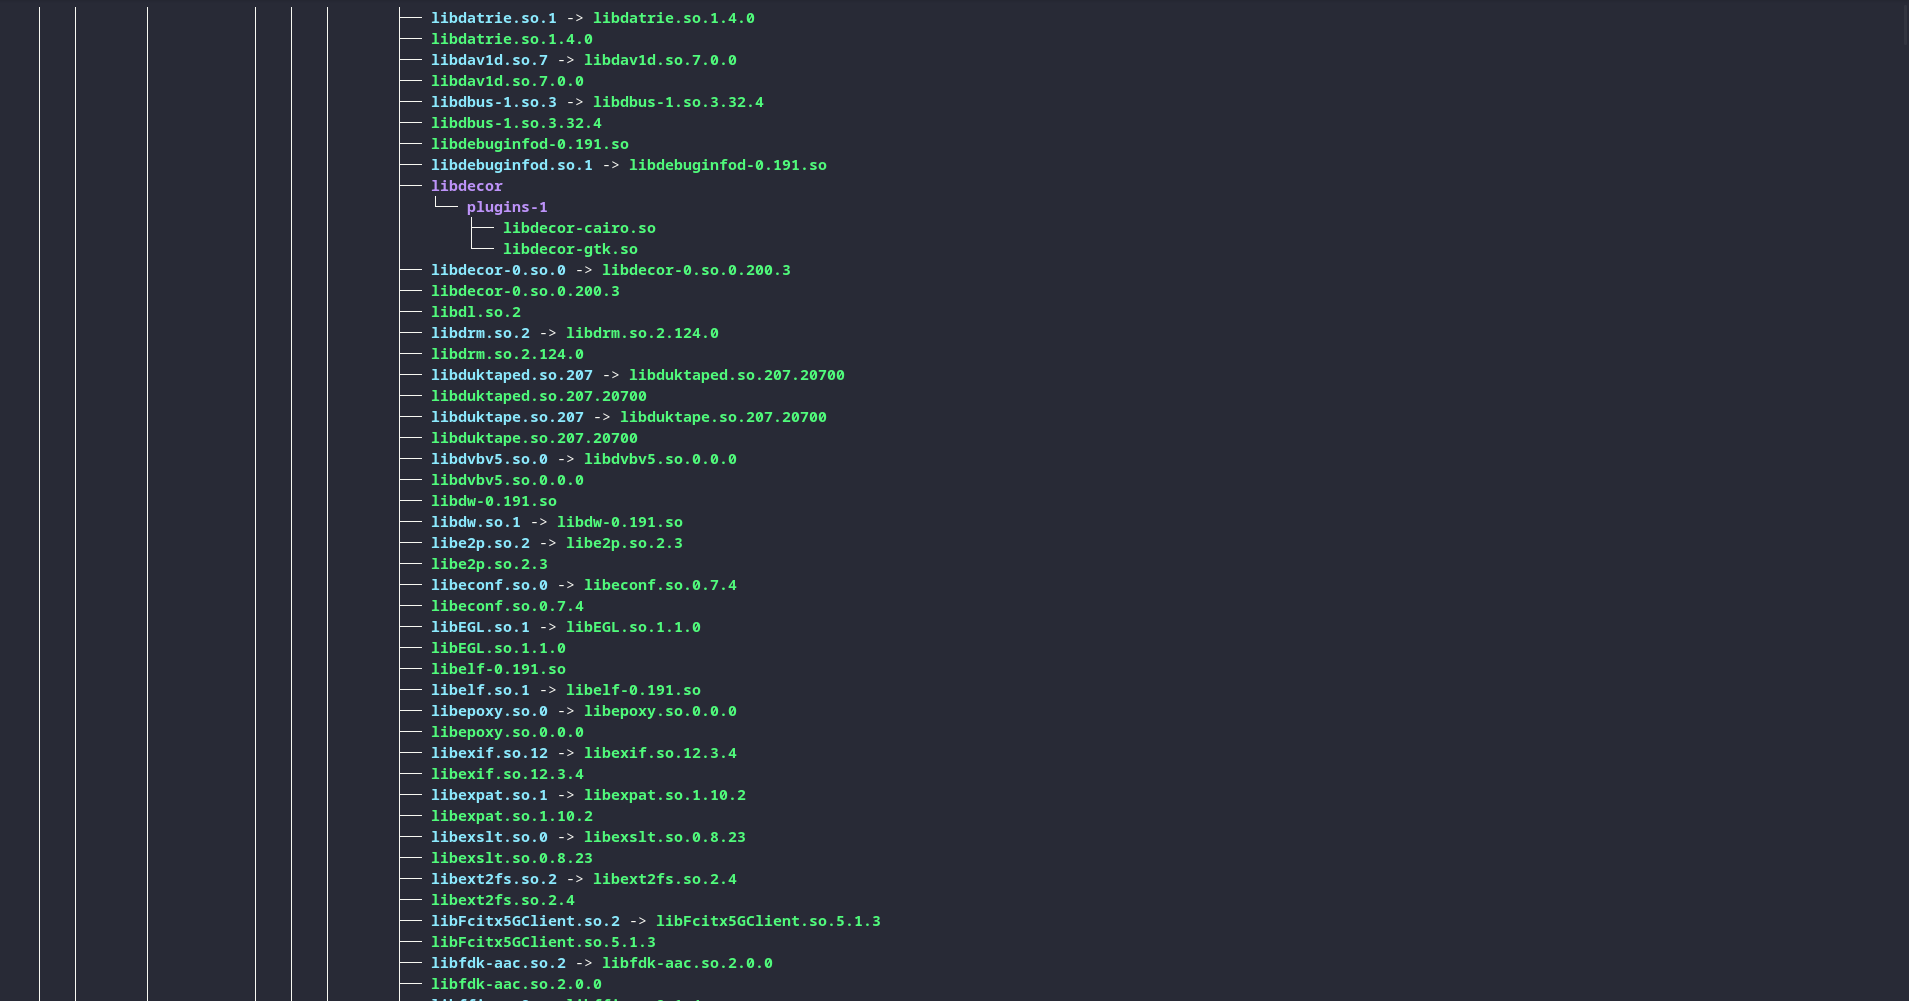 libdatrie.so.1 -> libdatrie.so.1.4.0
libdatrie.so.1.4.0
libdav1d.so.7 -> libdav1d.so.7.0.0
libdav1d.so.7.0.0
libdbus-1.so.3 -> libdbus-1.so.3.32.4
libdbus-1.so.3.32.4
libdebuginfod-0.191.so
libdebuginfod.so.1 -> libdebuginfod-0.191.so
libdecor
plugins-1
libdecor-cairo.so
libdecor-gtk.so
libdecor-0.so.0 -> libdecor-0.so.0.200.3
libdecor-0.so.0.200.3
libdl.so.2
libdrm.so.2 -> libdrm.so.2.124.0
libdrm.so.2.124.0
libduktaped.so.207 -> libduktaped.so.207.20700
libduktaped.so.207.20700
libduktape.so.207 -> libduktape.so.207.20700
libduktape.so.207.20700
libdvbv5.so.0 -> libdvbv5.so.0.0.0
libdvbv5.so.0.0.0
libdw-0.191.so
libdw.so.1 -> libdw-0.191.so
libe2p.so.2 -> libe2p.so.2.3
libe2p.so.2.3
libeconf.so.0 -> libeconf.so.0.7.4
libeconf.so.0.7.4
libEGL.so.1 -> libEGL.so.1.1.0
libEGL.so.1.1.0
libelf-0.191.so
libelf.so.1 -> libelf-0.191.so
libepoxy.so.0 -> libepoxy.so.0.0.0
libepoxy.so.0.0.0
libexif.so.12 -> libexif.so.12.3.4
libexif.so.12.3.4
libexpat.so.1 -> libexpat.so.1.10.2
libexpat.so.1.10.2
libexslt.so.0 -> libexslt.so.0.8.23
libexslt.so.0.8.23
libext2fs.so.2 -> libext2fs.so.2.4
libext2fs.so.2.4
libFcitx5GClient.so.2 -> libFcitx5GClient.so.5.1.3
libFcitx5GClient.so.5.1.3
libfdk-aac.so.2 -> libfdk-aac.so.2.0.0
libfdk-aac.so.2.0.0